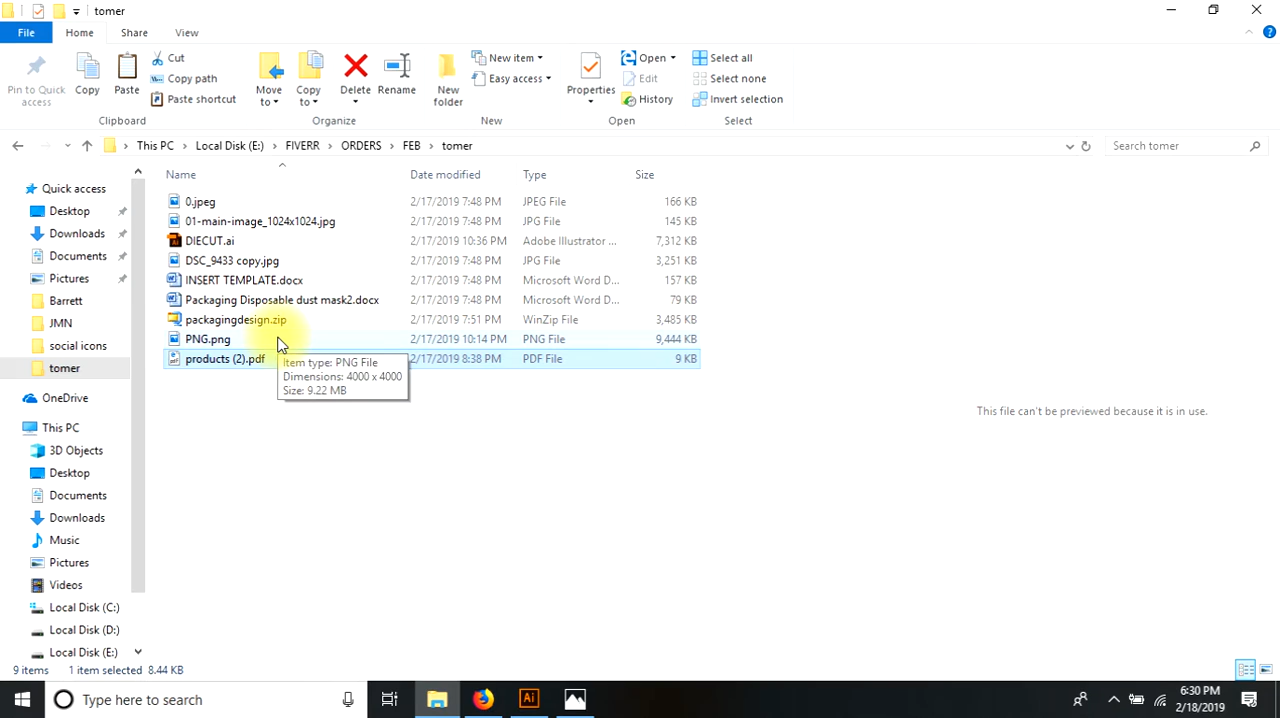 tomer
File Home Share View
Pin to Quick access
Copy
Paste
Cut
Copy path
Paste shortcut
Clipboard
Move to
Copy to
Delete
Rename
Organize
New folder
New item
Easy access
New
Properties
Open
Edit
History
Open
Select all
Select none
Invert selection
Select
This PC Local Disk (E:) FIVERR ORDERS FEB tomer
Search tomer
Quick access
Desktop
Downloads
Documents
Pictures
Barrett
JMN
social icons
tomer
OneDrive
This PC
3D Objects
Desktop
Documents
Downloads
Music
Pictures
Videos
Local Disk (C:)
Local Disk (D:)
Local Disk (E:)
Name Date modified Type Size
0.jpeg 2/17/2019 7:48 PM JPEG File 166 KB
01-main-image_1024x1024.jpg 2/17/2019 7:48 PM JPG File 145 KB
DIECUT.ai 2/17/2019 10:36 PM Adobe Illustrator ... 7,312 KB
DSC_9433 copy.jpg 2/17/2019 7:48 PM JPG File 3,251 KB
INSERT TEMPLATE.docx 2/17/2019 7:48 PM Microsoft Word D... 157 KB
Packaging Disposable dust mask2.docx 2/17/2019 7:48 PM Microsoft Word D... 79 KB
packagingdesign.zip 2/17/2019 7:51 PM WinZip File 3,485 KB
PNG.png 2/17/2019 10:14 PM PNG File 9,444 KB
products (2).pdf 2/17/2019 8:38 PM PDF File 9 KB
Item type: PNG File
Dimensions: 4000 x 4000
Size: 9.22 MB
This file can't be previewed because it is in use.
9 items 1 item selected 8.44 KB
Type here to search
Ai
6:30 PM
2/18/2019